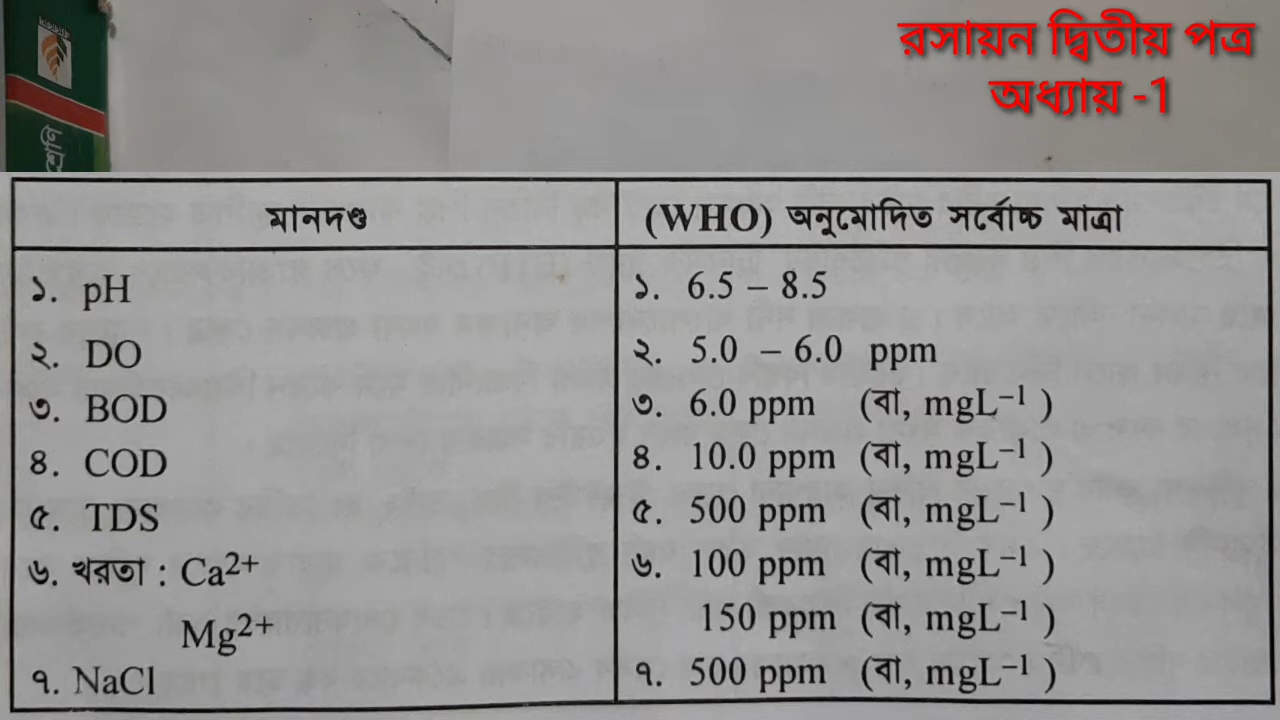 রসায়ন দ্বিতীয় পত্র
অধ্যায় -1
শ্রেণি
মানদণ্ড (WHO) অনুমোদিত সর্বোচ্চ মাত্রা
১. pH ১. 6.5 – 8.5
২. DO ২. 5.0 – 6.0 ppm
৩. BOD ৩. 6.0 ppm (বা, mgL⁻¹ )
৪. COD ৪. 10.0 ppm (বা, mgL⁻¹ )
৫. TDS ৫. 500 ppm (বা, mgL⁻¹ )
৬. খরতা : Ca²⁺ ৬. 100 ppm (বা, mgL⁻¹ )
Mg²⁺ 150 ppm (বা, mgL⁻¹ )
৭. NaCl ৭. 500 ppm (বা, mgL⁻¹ )